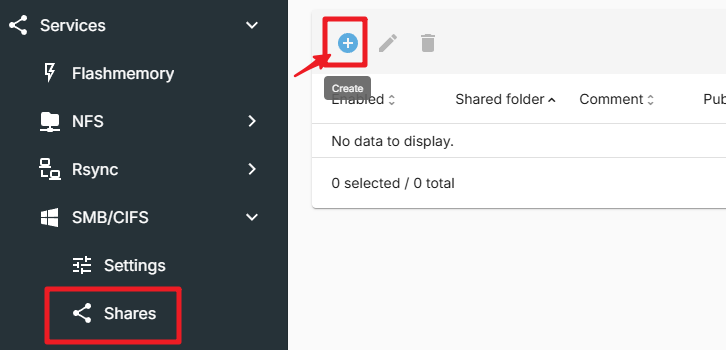 Services
Flashmemory
NFS
Rsync
SMB/CIFS
Settings
Shares
Create
Enabled Shared folder Comment Pub
No data to display.
0 selected / 0 total